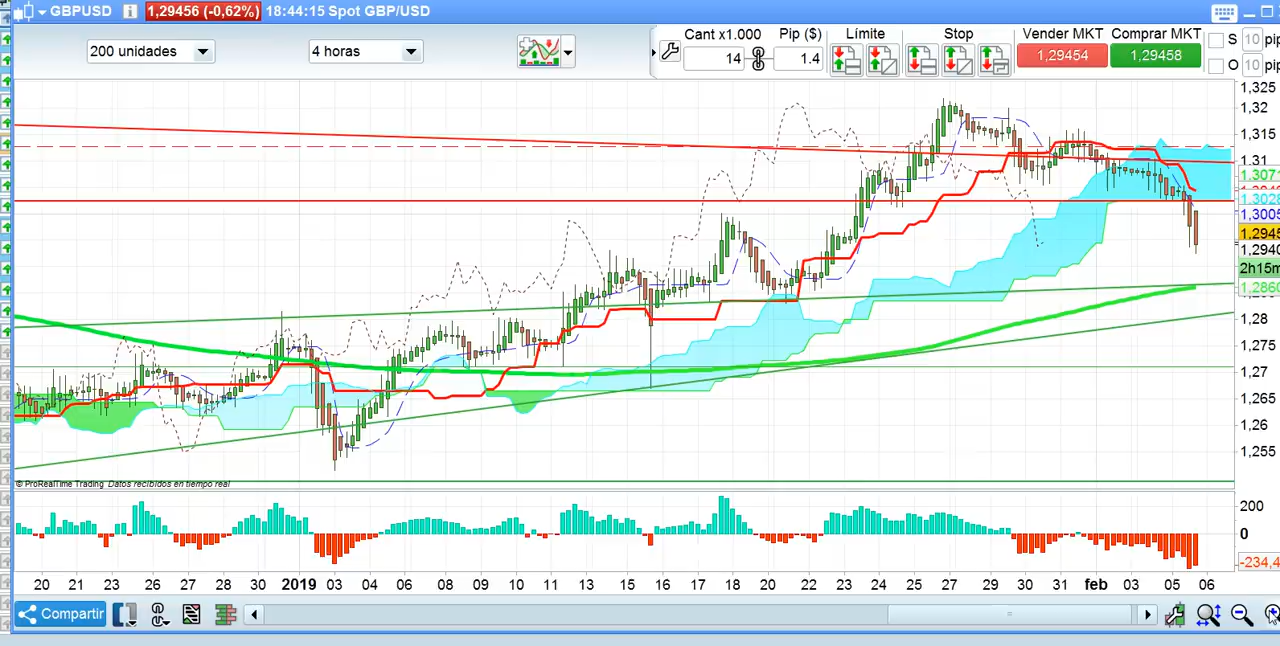 GBPUSD 1,29456 (-0,62%) 18:44:15 Spot GBP/USD
200 unidades 4 horas
Cant x1.000 Pip ($) Límite Stop Vender MKT Comprar MKT S 10 pip
14 1.4 1,29454 1,29458 O 10 pip
1,325
1,32
1,315
1,31
1,3071
1,3028
1,3005
1,2945
1,2940
2h15m
1,2860
1,28
1,275
1,27
1,265
1,26
1,255
© ProRealTime Trading Datos recibidos en tiempo real
200
0
-234,4
20 21 23 26 27 28 30 2019 03 04 06 08 09 10 11 13 15 16 17 18 20 22 23 24 25 27 29 30 31 feb 03 05 06
Compartir